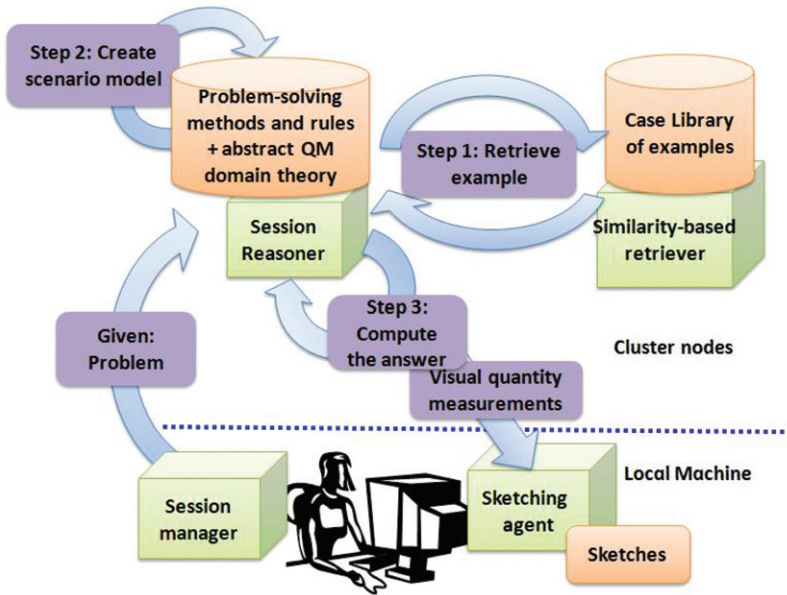 Step 2: Create
scenario model
Problem-solving
methods and rules
+ abstract QM
domain theory
Step 1: Retrieve
example
Case Library
of examples
Session
Reasoner
Similarity-based
retriever
Given:
Problem
Step 3:
Compute
the answer
Visual quantity
measurements
Cluster nodes
Local Machine
Session
manager
Sketching
agent
Sketches